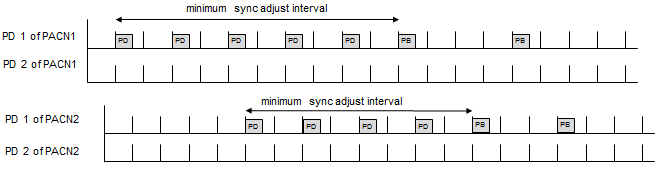 minimum sync adjust interval
PD 1 of PACN1
PD PD PD PD PD PB PB
PD 2 of PACN1
minimum sync adjust interval
PD 1 of PACN2
PD PD PD PD PB PB
PD 2 of PACN2